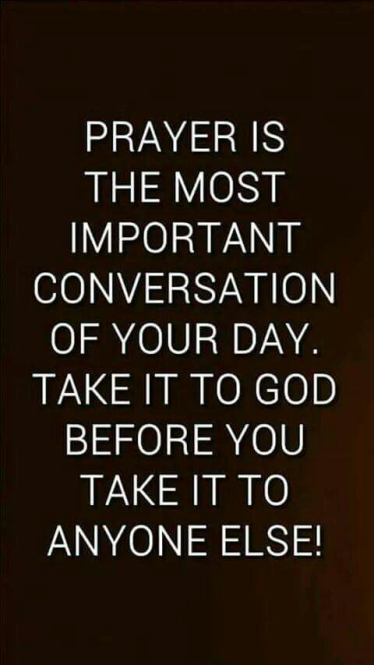 PRAYER IS
THE MOST
IMPORTANT
CONVERSATION
OF YOUR DAY.
TAKE IT TO GOD
BEFORE YOU
TAKE IT TO
ANYONE ELSE!